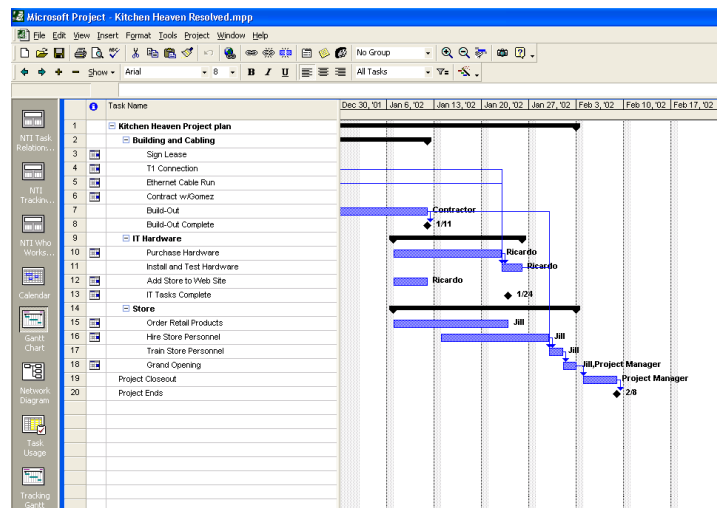 Microsoft Project - Kitchen Heaven Resolved.mpp
File Edit View Insert Format Tools Project Window Help
No Group
Show Arial 8 B I U All Tasks
Task Name
Dec 30, '01 Jan 6, '02 Jan 13, '02 Jan 20, '02 Jan 27, '02 Feb 3, '02 Feb 10, '02 Feb 17, '02
1 Kitchen Heaven Project plan
2 Building and Cabling
3 Sign Lease
4 T1 Connection
5 Ethernet Cable Run
6 Contract w/Gomez
7 Build-Out Contractor
8 Build-Out Complete 1/11
9 IT Hardware
10 Purchase Hardware Ricardo
11 Install and Test Hardware Ricardo
12 Add Store to Web Site Ricardo
13 IT Tasks Complete 1/24
14 Store
15 Order Retail Products Jill
16 Hire Store Personnel Jill
17 Train Store Personnel Jill
18 Grand Opening Jill,Project Manager
19 Project Closeout Project Manager
20 Project Ends 2/8
NTI Task
Relation...
NTI
Trackin...
NTI Who
Works...
Calendar
Gantt
Chart
Network
Diagram
Task
Usage
Tracking
Gantt